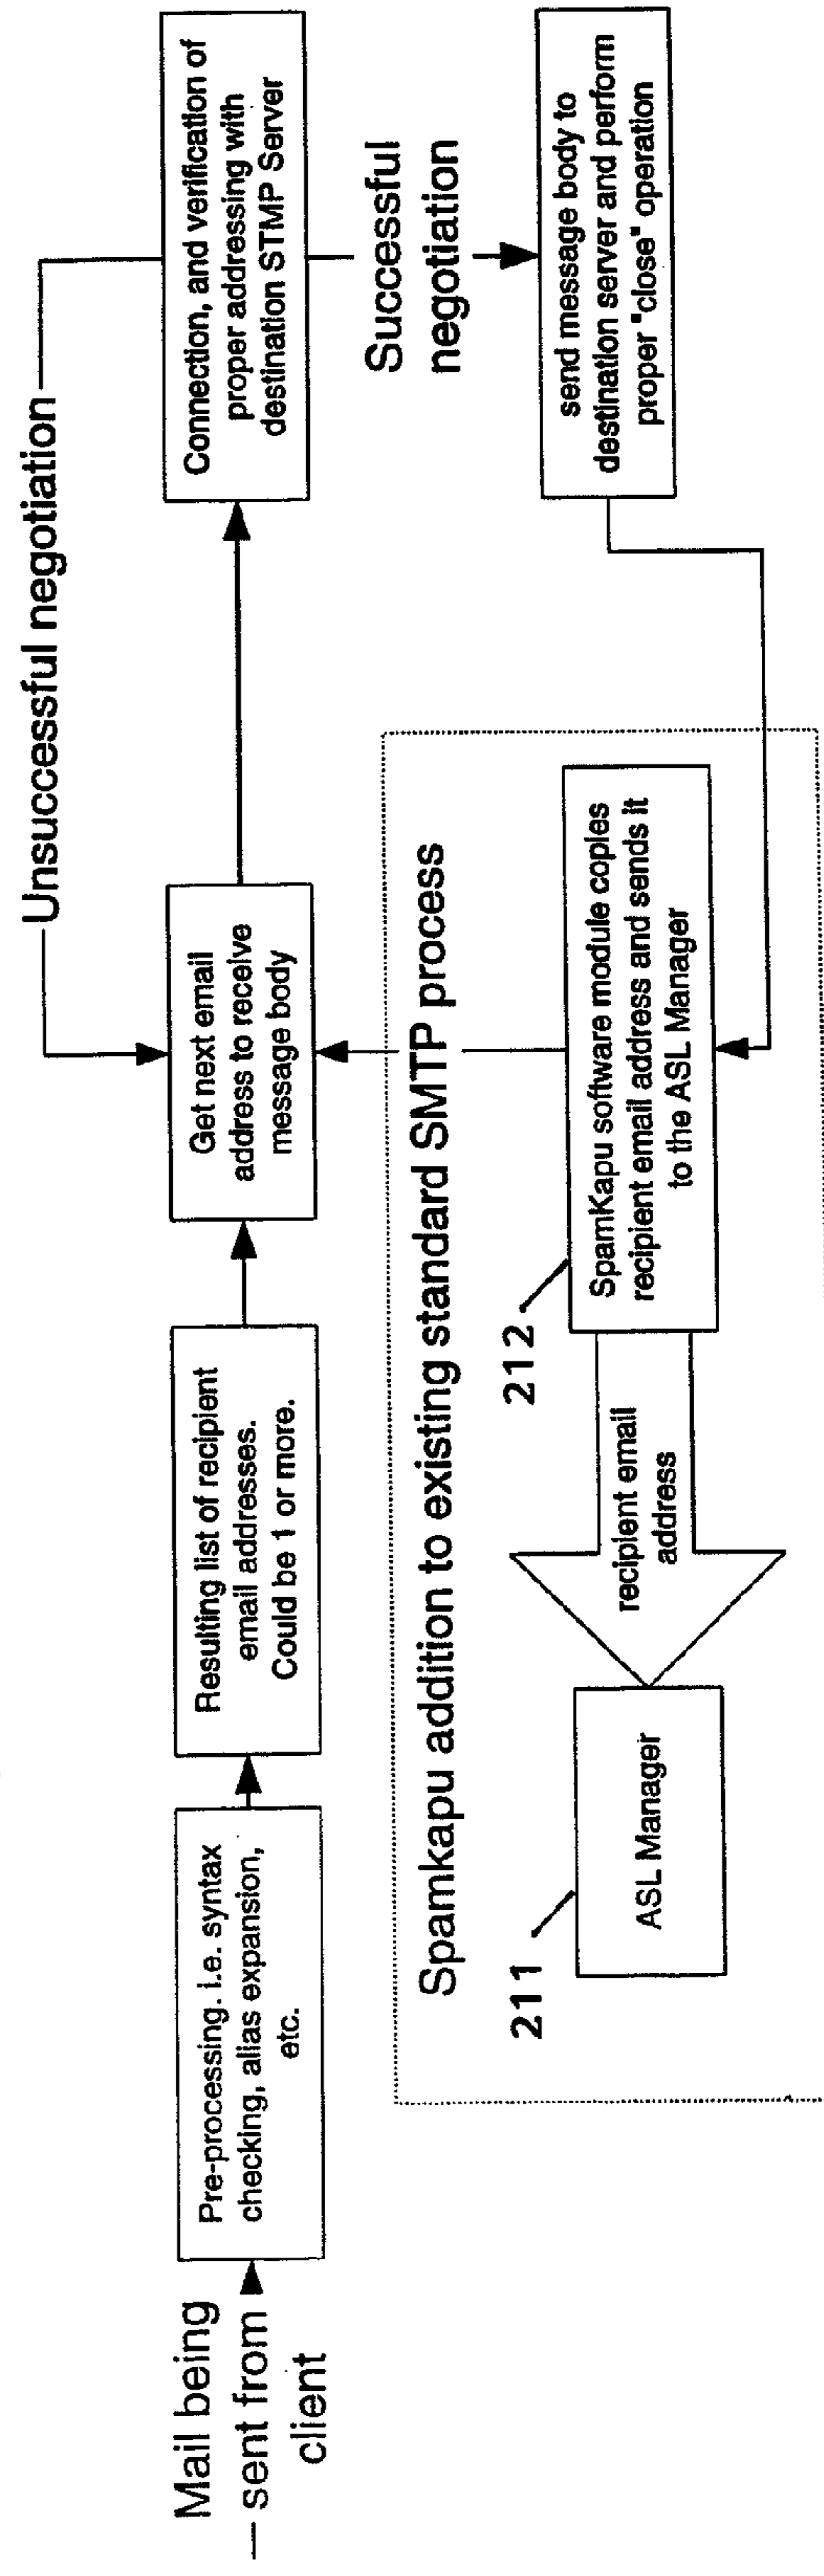 Mail being
sent from
client
Pre-processing. i.e. syntax
checking, alias expansion,
etc.
Resulting list of recipient
email addresses.
Could be 1 or more.
Get next email
address to receive
message body
Unsuccessful negotiation
Connection, and verification of
proper addressing with
destination STMP Server
Successful
negotiation
send message body to
destination server and perform
proper "close" operation
Spamkapu addition to existing standard SMTP process
212
SpamKapu software module copies
recipient email address and sends it
to the ASL Manager
recipient email
address
211
ASL Manager